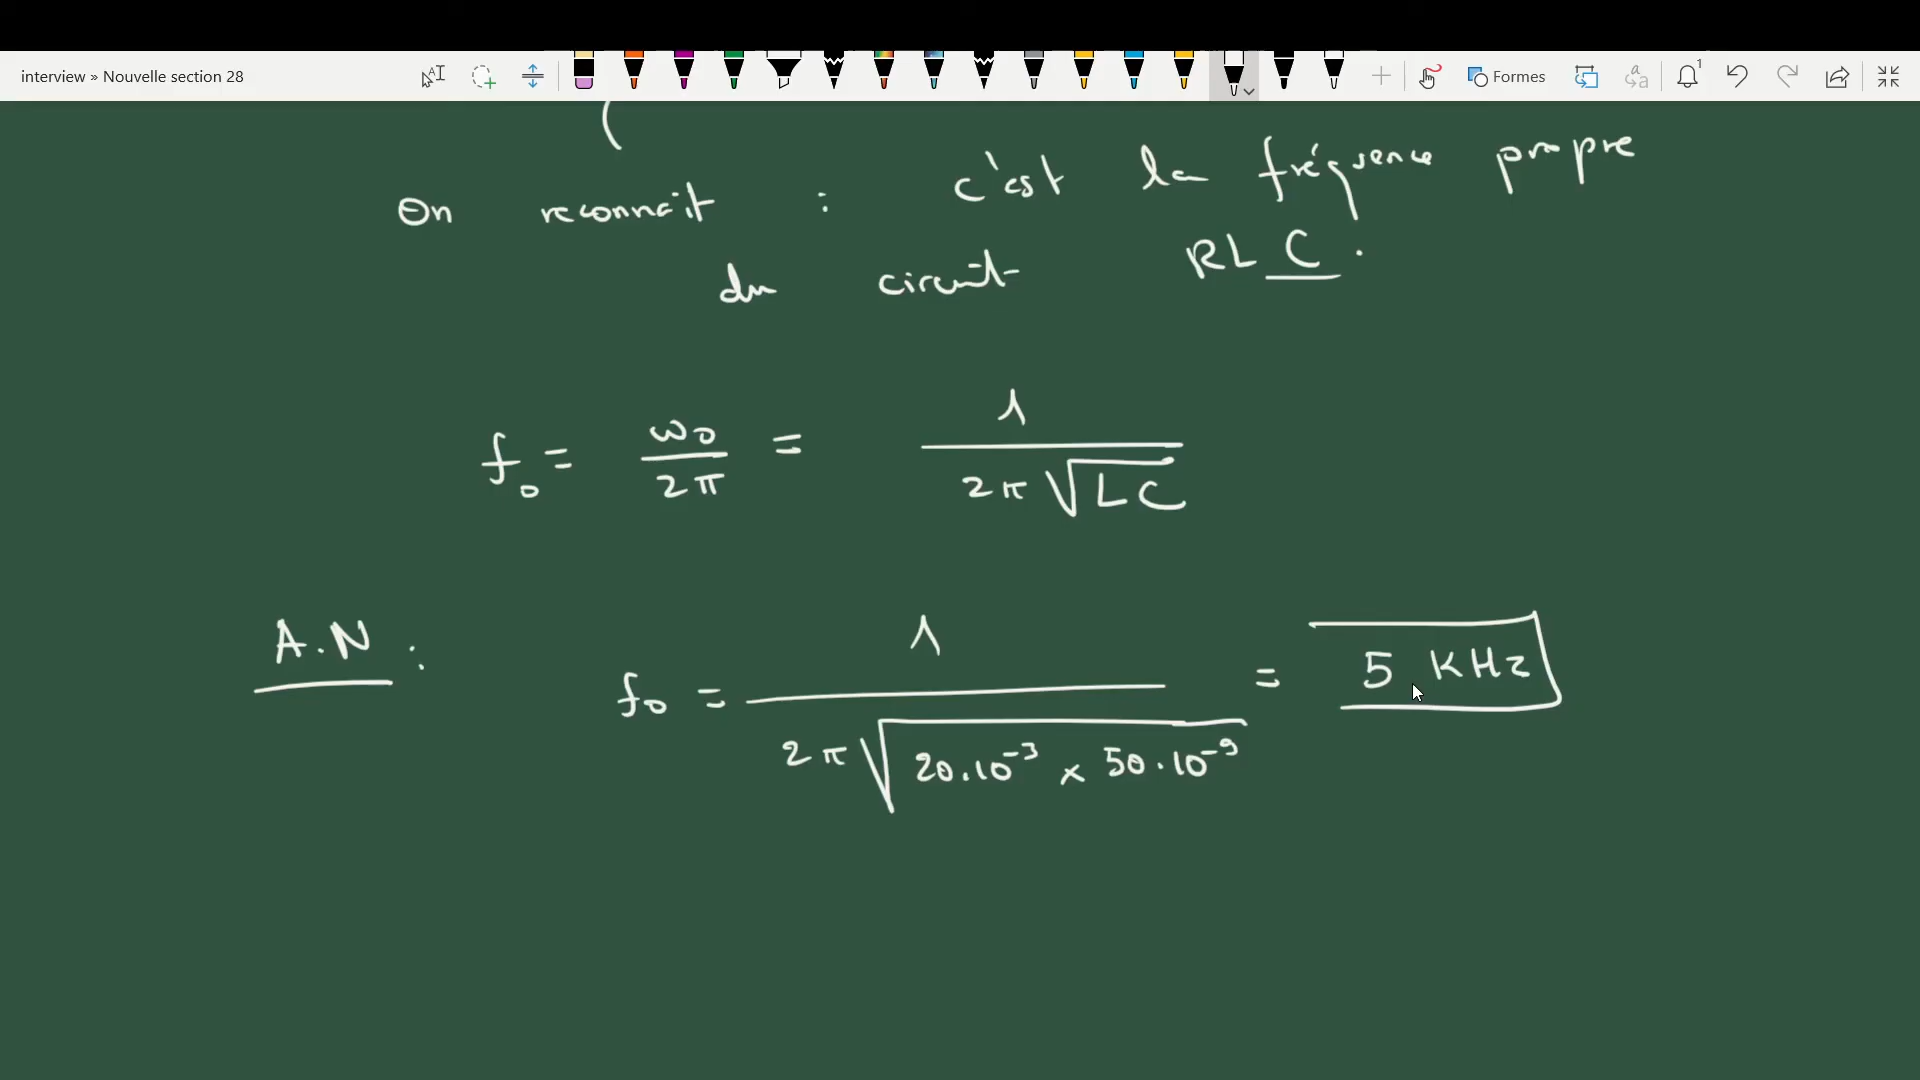 interview » Nouvelle section 28
Formes
1
On reconnaît : c'est la fréquence propre
du circuit RLC.
f₀ = ω₀/2π = 1/(2π√LC)
A.N :
f₀ = 1/(2π√(20.10⁻³ × 50.10⁻⁹)) = 5 KHz